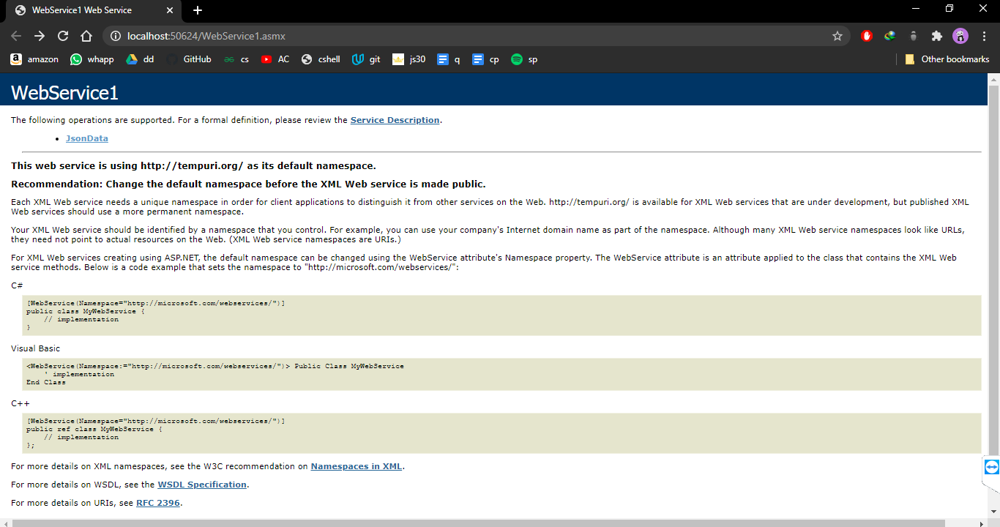 WebService1 Web Service
localhost:50624/WebService1.asmx
amazon whapp dd GitHub cs AC cshell git js30 q cp sp Other bookmarks
WebService1
The following operations are supported. For a formal definition, please review the Service Description.
• JsonData
This web service is using http://tempuri.org/ as its default namespace.
Recommendation: Change the default namespace before the XML Web service is made public.
Each XML Web service needs a unique namespace in order for client applications to distinguish it from other services on the Web. http://tempuri.org/ is available for XML Web services that are under development, but published XML
Web services should use a more permanent namespace.
Your XML Web service should be identified by a namespace that you control. For example, you can use your company's Internet domain name as part of the namespace. Although many XML Web service namespaces look like URLs,
they need not point to actual resources on the Web. (XML Web service namespaces are URIs.)
For XML Web services creating using ASP.NET, the default namespace can be changed using the WebService attribute's Namespace property. The WebService attribute is an attribute applied to the class that contains the XML Web
service methods. Below is a code example that sets the namespace to "http://microsoft.com/webservices/":
C#
[WebService(Namespace="http://microsoft.com/webservices/")]
public class MyWebService {
// implementation
}
Visual Basic
<WebService(Namespace:="http://microsoft.com/webservices/")> Public Class MyWebService
' implementation
End Class
C++
[WebService(Namespace="http://microsoft.com/webservices/")]
public ref class MyWebService {
// implementation
};
For more details on XML namespaces, see the W3C recommendation on Namespaces in XML.
For more details on WSDL, see the WSDL Specification.
For more details on URIs, see RFC 2396.